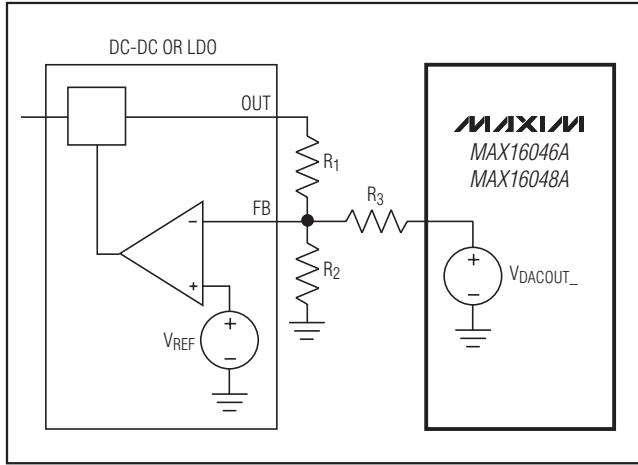 DC-DC OR LDO
OUT
R1
FB
R2
R3
+
−
VREF
+
−
MAXIM
MAX16046A
MAX16048A
+
−
VDACOUT_